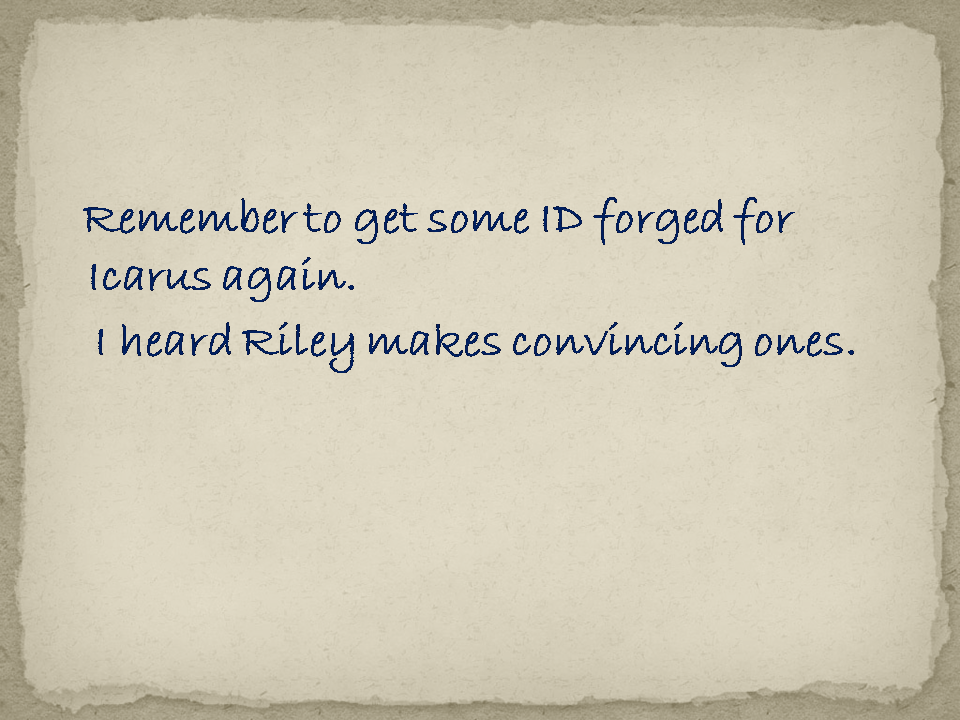 Remember to get some ID forged for
Icarus again.
I heard Riley makes convincing ones.